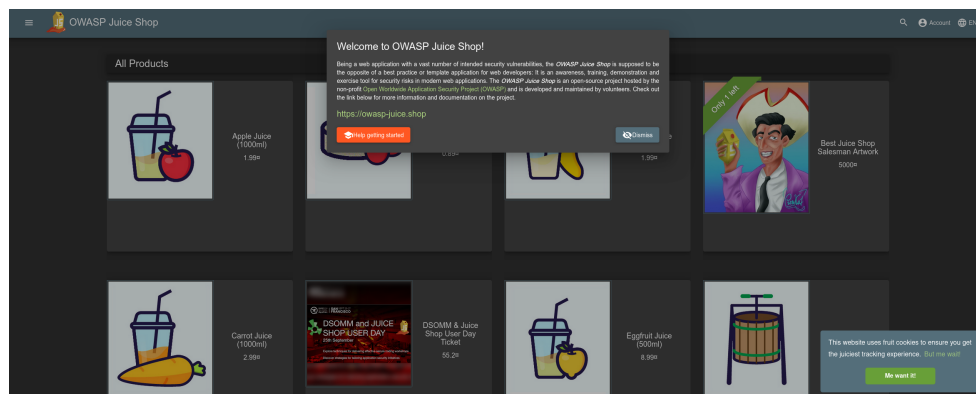 OWASP Juice Shop
Account
EN
All Products
Welcome to OWASP Juice Shop!
Being a web application with a vast number of intended security vulnerabilities, the OWASP Juice Shop is supposed to be
the opposite of a best practice or template application for web developers: It is an awareness, training, demonstration and
exercise tool for security risks in modern web applications. The OWASP Juice Shop is an open-source project hosted by the
non-profit Open Worldwide Application Security Project (OWASP) and is developed and maintained by volunteers. Check out
the link below for more information and documentation on the project.
https://owasp-juice.shop
Help getting started
Dismiss
Apple Juice
(1000ml)
1.99¤
0.89¤
1.99¤
Only 1 left
Best Juice Shop
Salesman Artwork
5000¤
Carrot Juice
(1000ml)
2.99¤
DSOMM and JUICE
SHOP USER DAY
25th September
DSOMM & Juice
Shop User Day
Ticket
55.2¤
Eggfruit Juice
(500ml)
8.99¤
This website uses fruit cookies to ensure you get
the juiciest tracking experience. But me wait!
Me want it!